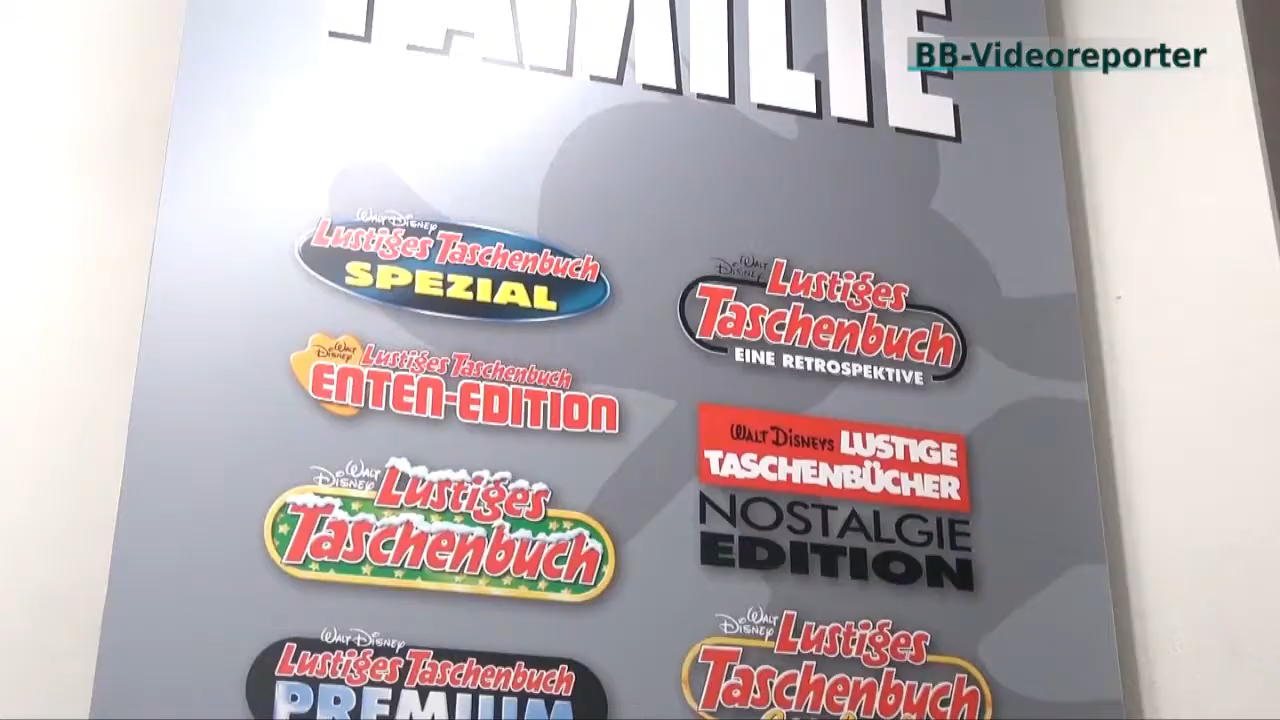 FAMILIE
BB-Videoreporter
WALT DISNEY
Lustiges Taschenbuch
SPEZIAL
WALT DISNEY
Lustiges Taschenbuch
ENTEN-EDITION
WALT DISNEY
Lustiges
Taschenbuch
WALT DISNEY
Lustiges Taschenbuch
PREMIUM
WALT DISNEY
Lustiges
Taschenbuch
EINE RETROSPEKTIVE
WALT DISNEYS LUSTIGE
TASCHENBÜCHER
NOSTALGIE
EDITION
WALT DISNEY
Lustiges
Taschenbuch